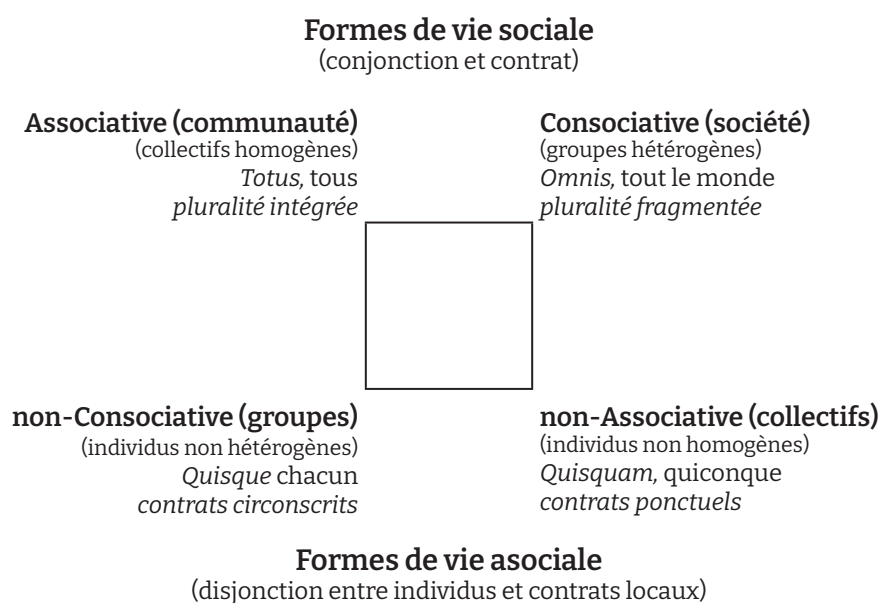 Formes de vie sociale
(conjonction et contrat)
Associative (communauté)
(collectifs homogènes)
Totus, tous
pluralité intégrée
Consociative (société)
(groupes hétérogènes)
Omnis, tout le monde
pluralité fragmentée
non-Consociative (groupes)
(individus non hétérogènes)
Quisque chacun
contrats circonscrits
non-Associative (collectifs)
(individus non homogènes)
Quisquam, quiconque
contrats ponctuels
Formes de vie asociale
(disjonction entre individus et contrats locaux)